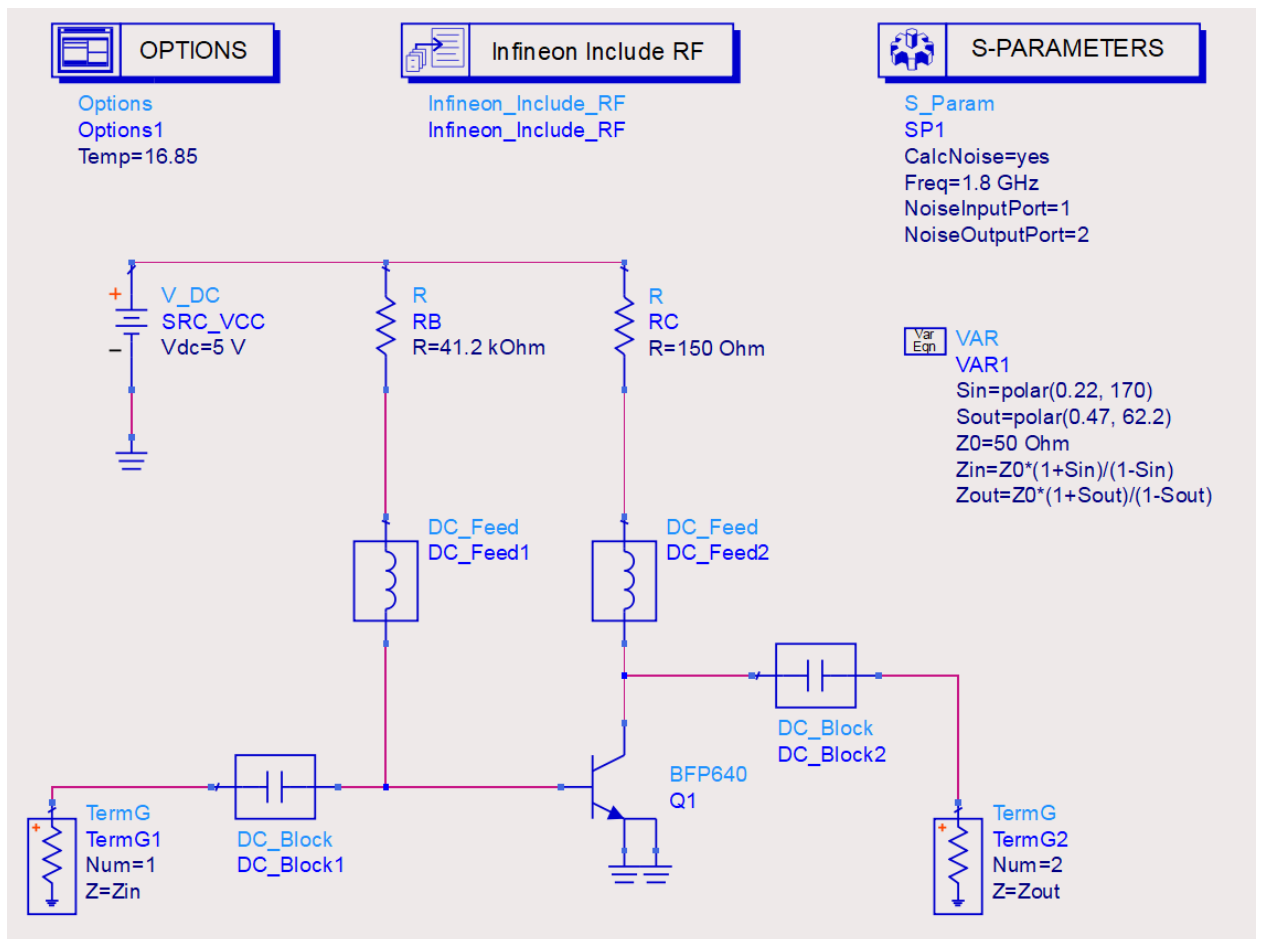 OPTIONS
Options
Options1
Temp=16.85
Infineon Include RF
Infineon_Include_RF
Infineon_Include_RF
S-PARAMETERS
S_Param
SP1
CalcNoise=yes
Freq=1.8 GHz
NoiseInputPort=1
NoiseOutputPort=2
+
−
V_DC
SRC_VCC
Vdc=5 V
R
RB
R=41.2 kOhm
R
RC
R=150 Ohm
Var
Eqn
VAR
VAR1
Sin=polar(0.22, 170)
Sout=polar(0.47, 62.2)
Z0=50 Ohm
Zin=Z0*(1+Sin)/(1-Sin)
Zout=Z0*(1+Sout)/(1-Sout)
DC_Feed
DC_Feed1
DC_Feed
DC_Feed2
DC_Block
DC_Block2
BFP640
Q1
+
TermG
TermG1
Num=1
Z=Zin
DC_Block
DC_Block1
+
TermG
TermG2
Num=2
Z=Zout